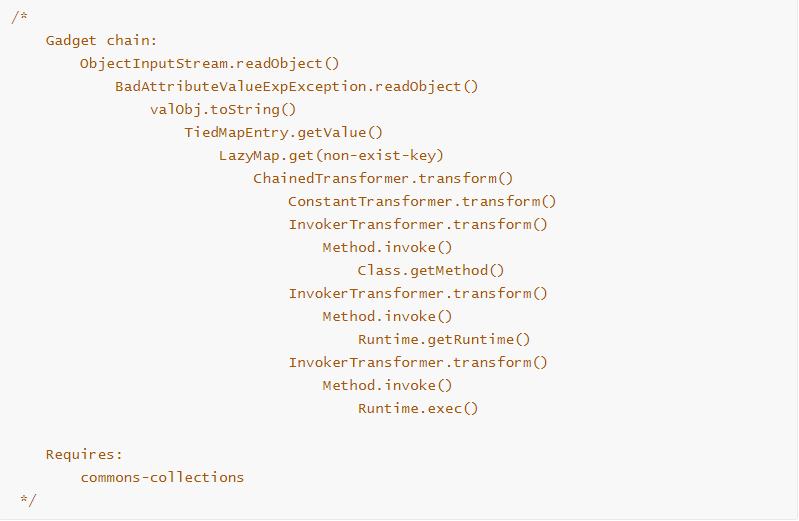 /*
Gadget chain:
ObjectInputStream.readObject()
BadAttributeValueExpException.readObject()
valObj.toString()
TiedMapEntry.getValue()
LazyMap.get(non-exist-key)
ChainedTransformer.transform()
ConstantTransformer.transform()
InvokerTransformer.transform()
Method.invoke()
Class.getMethod()
InvokerTransformer.transform()
Method.invoke()
Runtime.getRuntime()
InvokerTransformer.transform()
Method.invoke()
Runtime.exec()
Requires:
commons-collections
*/